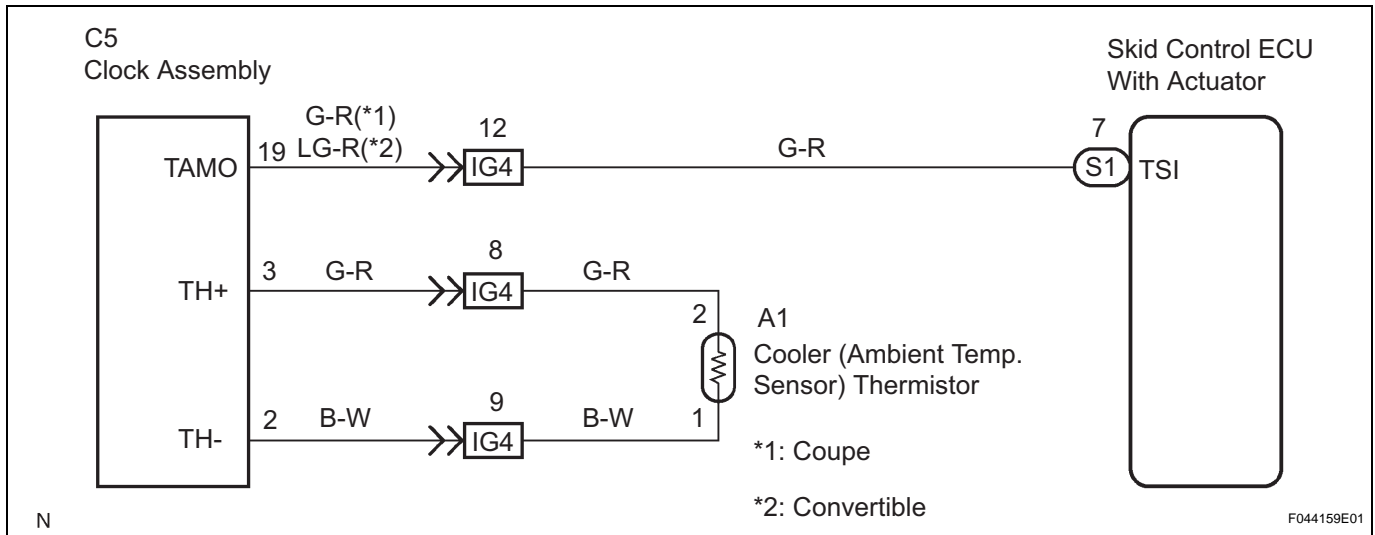 C5
Clock Assembly
Skid Control ECU
With Actuator
G-R(*1)
LG-R(*2)
12
7
TAMO
19
IG4
G-R
S1
TSI
8
TH+
3
G-R
IG4
G-R
2
A1
Cooler (Ambient Temp.
Sensor) Thermistor
9
TH-
2
B-W
IG4
B-W
1
*1: Coupe
*2: Convertible
N
F044159E01